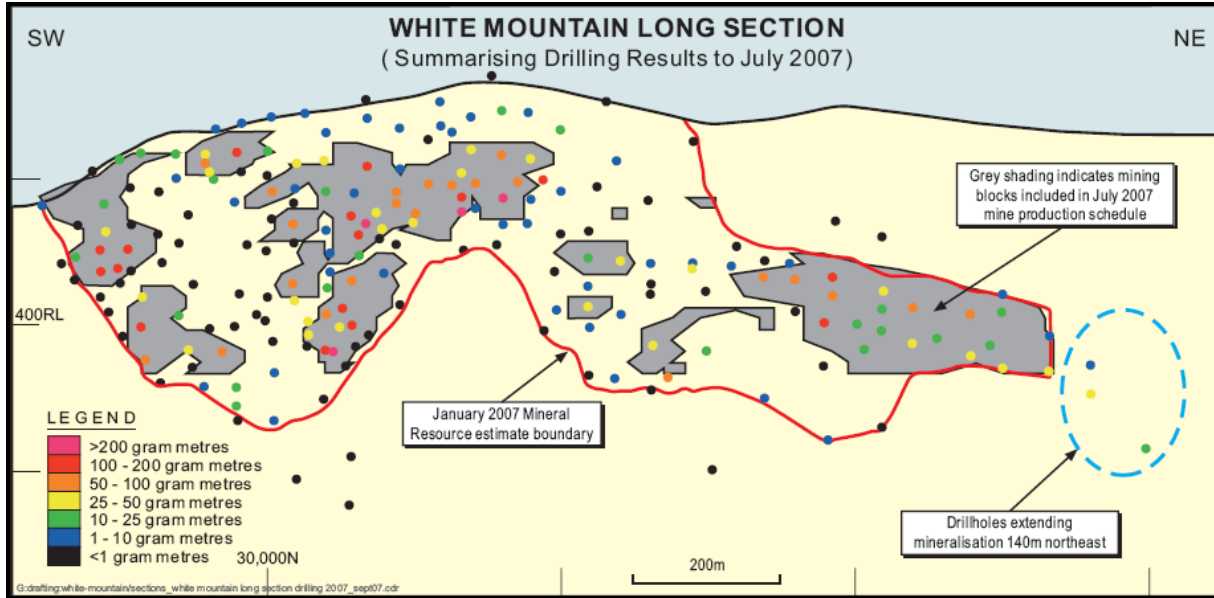 WHITE MOUNTAIN LONG SECTION
( Summarising Drilling Results to July 2007)
SW
NE
Grey shading indicates mining
blocks included in July 2007
mine production schedule
400RL
January 2007 Mineral
Resource estimate boundary
LEGEND
>200 gram metres
100 - 200 gram metres
50 - 100 gram metres
25 - 50 gram metres
10 - 25 gram metres
1 - 10 gram metres
<1 gram metres
30,000N
200m
Drillholes extending
mineralisation 140m northeast
G:drafting:white-mountain/sections_white mountain long section drilling 2007_sept07.cdr